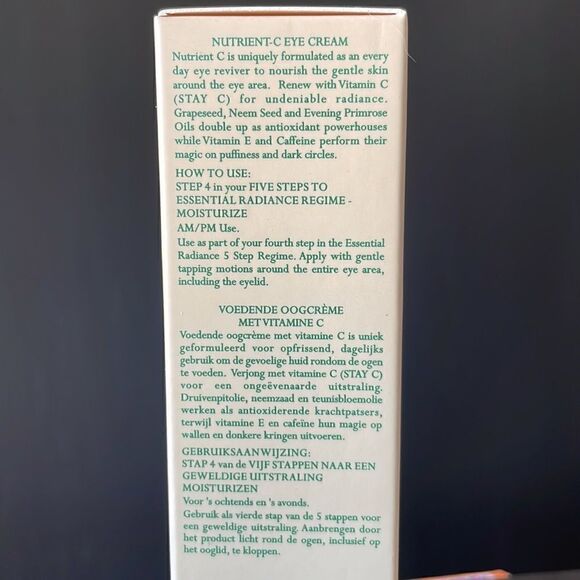 NUTRIENT-C EYE CREAM
Nutrient C is uniquely formulated as an every
day eye reviver to nourish the gentle skin
around the eye area. Renew with Vitamin C
(STAY C) for undeniable radiance.
Grapeseed, Neem Seed and Evening Primrose
Oils double up as antioxidant powerhouses
while Vitamin E and Caffeine perform their
magic on puffiness and dark circles.
HOW TO USE:
STEP 4 in your FIVE STEPS TO
ESSENTIAL RADIANCE REGIME -
MOISTURIZE
AM/PM Use.
Use as part of your fourth step in the Essential
Radiance 5 Step Regime. Apply with gentle
tapping motions around the entire eye area,
including the eyelid.
VOEDENDE OOGCRÈME
MET VITAMINE C
Voedende oogcrème met vitamine C is uniek
geformuleerd voor opfrissend, dagelijks
gebruik om de gevoelige huid rondom de ogen
te voeden. Verjong met vitamine C (STAY C)
voor een ongeëvenaarde uitstraling.
Druivenpitolie, neemzaad en teunisbloemolie
werken als antioxiderende krachtpatsers,
terwijl vitamine E en cafeïne hun magie op
wallen en donkere kringen uitvoeren.
GEBRUIKSAANWIJZING:
STAP 4 van de VIJF STAPPEN NAAR EEN
GEWELDIGE UITSTRALING
MOISTURIZEN
Voor 's ochtends en 's avonds.
Gebruik als vierde stap van de 5 stappen voor
een geweldige uitstraling. Aanbrengen door
het product licht rond de ogen, inclusief op
het ooglid, te kloppen.